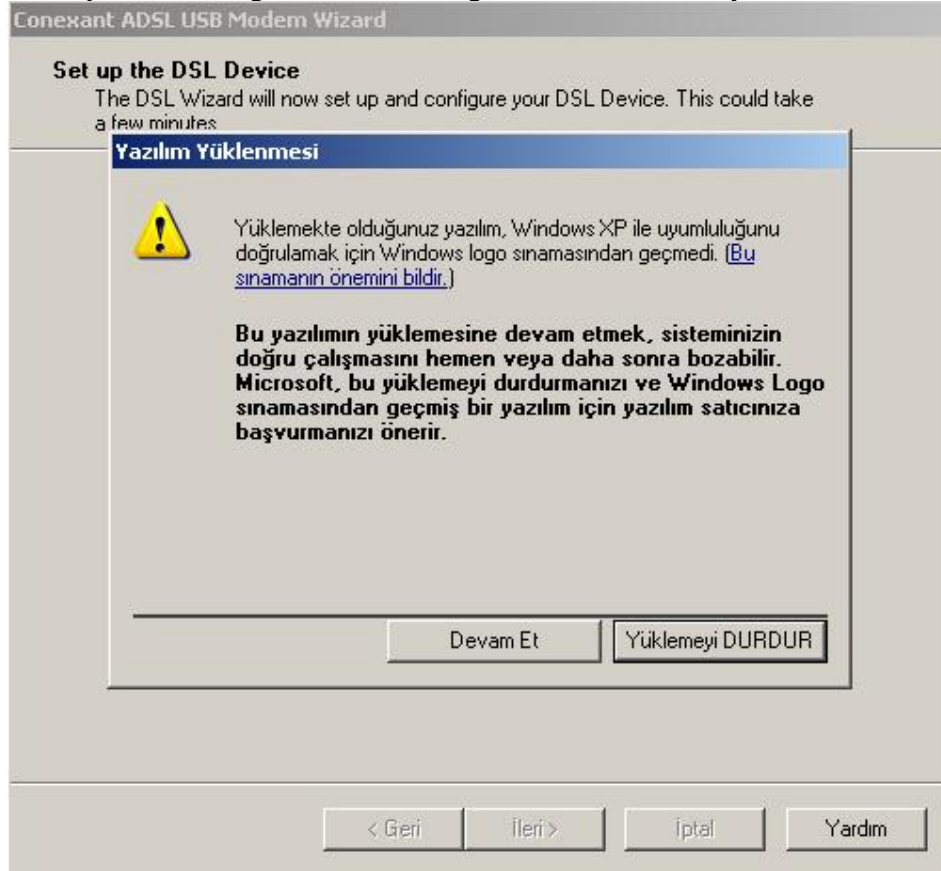 Conexant ADSL USB Modem Wizard
Set up the DSL Device
The DSL Wizard will now set up and configure your DSL Device. This could take
a few minutes
Yazılım Yüklenmesi
Yüklemekte olduğunuz yazılım, Windows XP ile uyumluluğunu
doğrulamak için Windows logo sınamasından geçmedi. (Bu
sınamanın önemini bildir.)
Bu yazılımın yüklemesine devam etmek, sisteminizin
doğru çalışmasını hemen veya daha sonra bozabilir.
Microsoft, bu yüklemeyi durdurmanızı ve Windows Logo
sınamasından geçmiş bir yazılım için yazılım satıcınıza
başvurmanızı önerir.
Devam Et
Yüklemeyi DURDUR
< Geri
İleri >
İptal
Yardım